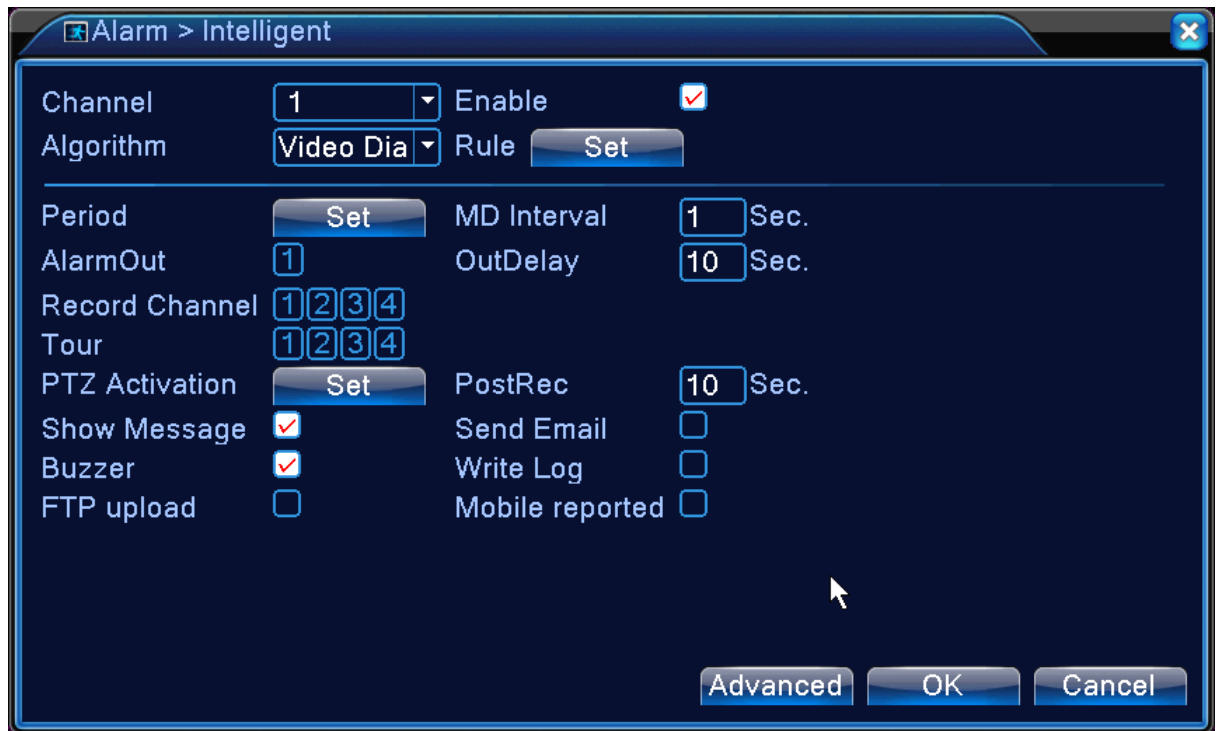 Alarm > Intelligent
Channel 1 Enable
Algorithm Video Dia Rule Set
Period Set MD Interval 1 Sec.
AlarmOut 1 OutDelay 10 Sec.
Record Channel 1 2 3 4
Tour 1 2 3 4
PTZ Activation Set PostRec 10 Sec.
Show Message Send Email
Buzzer Write Log
FTP upload Mobile reported
Advanced OK Cancel